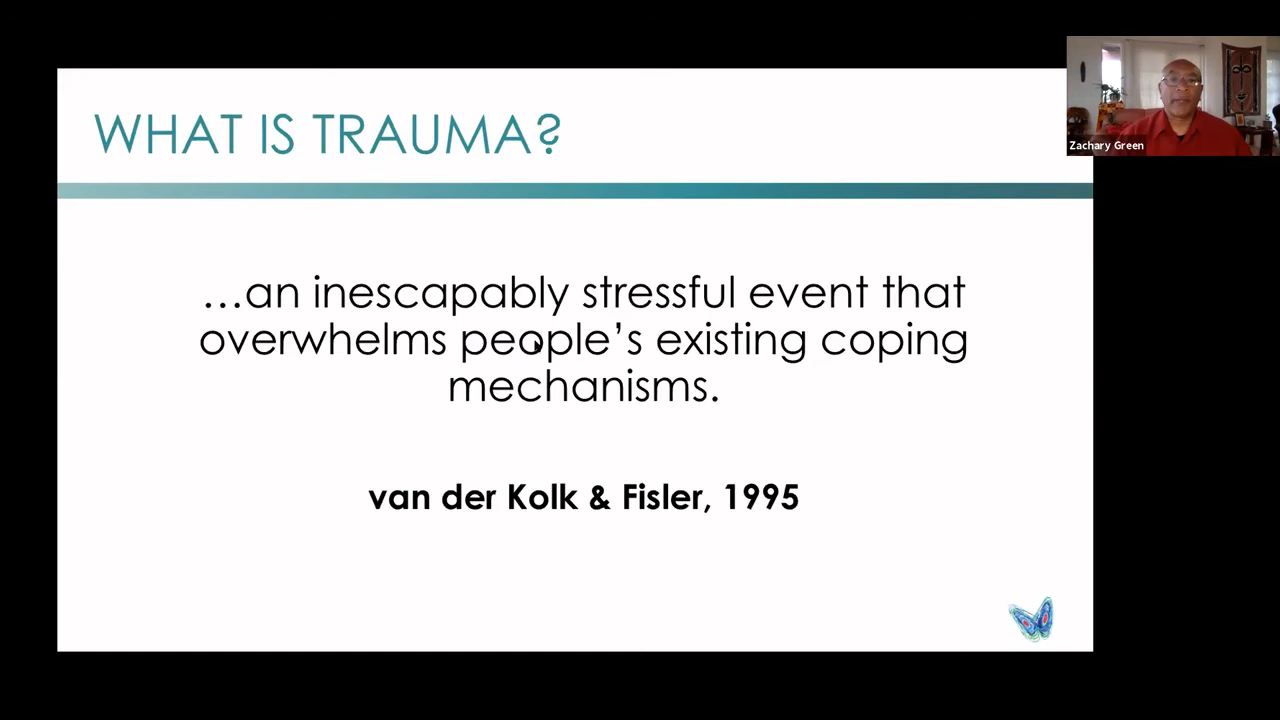 WHAT IS TRAUMA?
…an inescapably stressful event that
overwhelms people’s existing coping
mechanisms.
van der Kolk & Fisler, 1995
Zachary Green